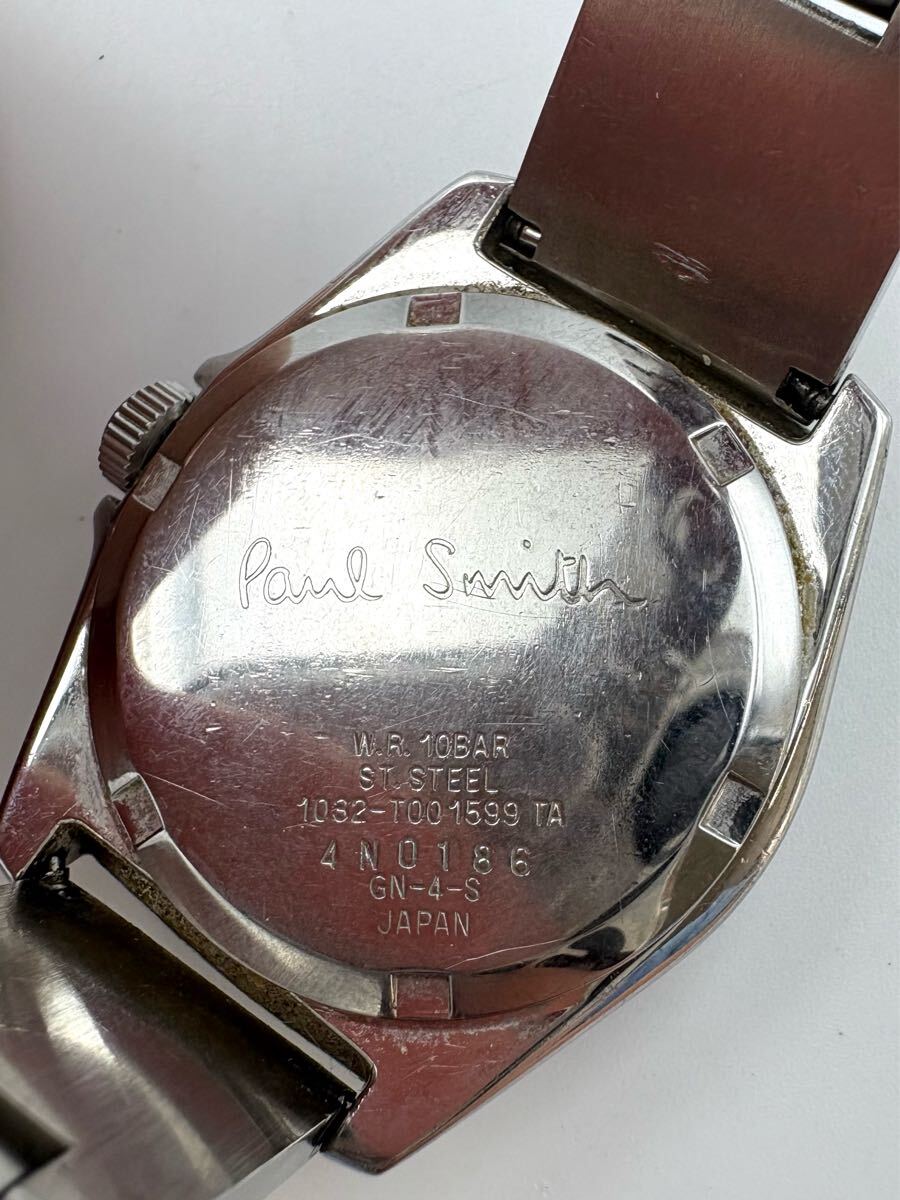 Paul Smith
W.R. 10BAR
ST.STEEL
1032-T001599 TA
4N0186
GN-4-S
JAPAN